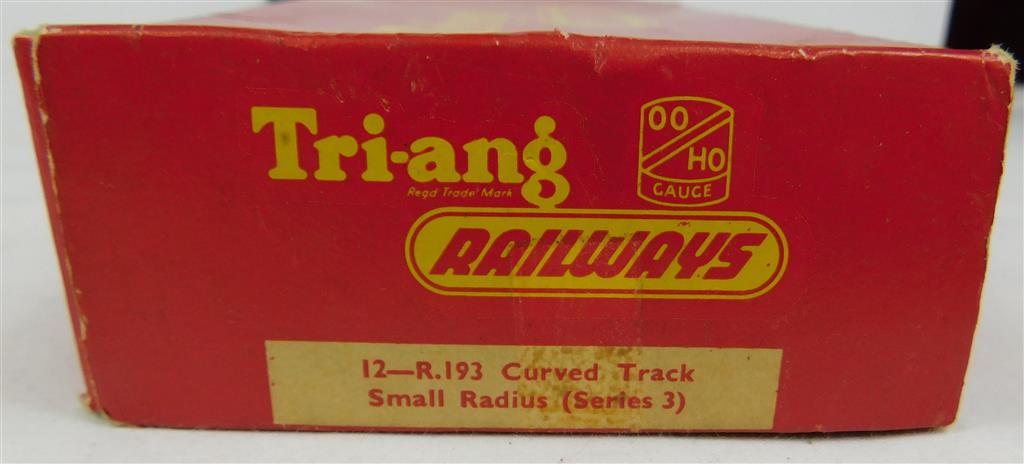 Tri-ang
Regd Trade Mark
OO
HO
GAUGE
RAILWAYS
12—R.193 Curved Track
Small Radius (Series 3)